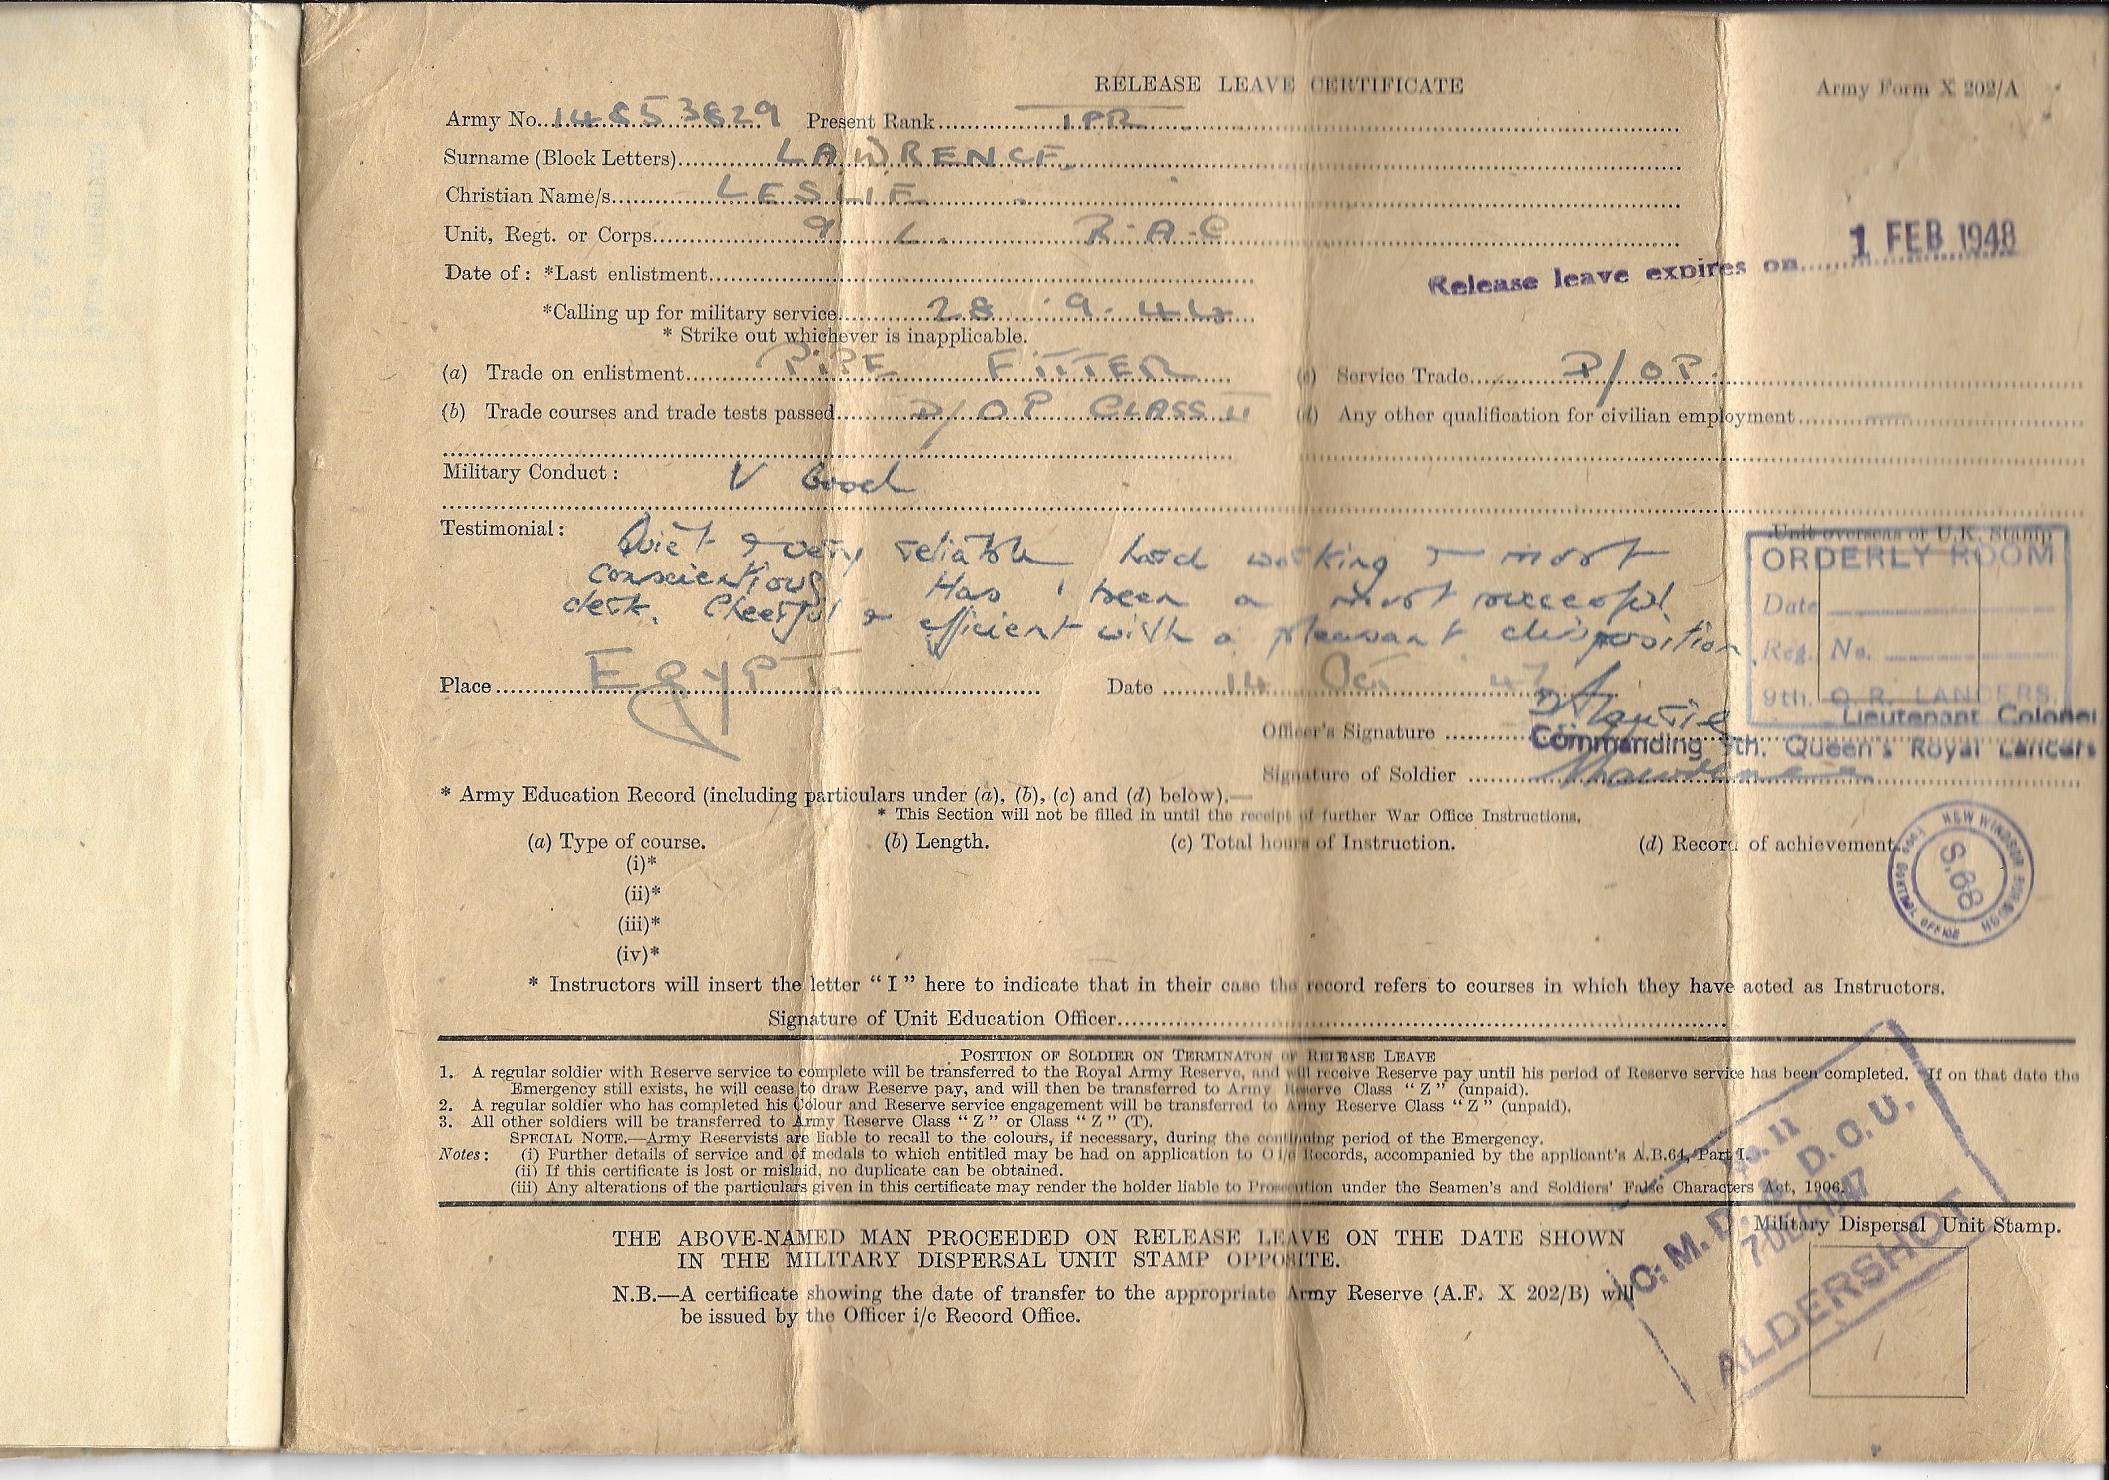 RELEASE LEAVE CERTIFICATE
Army Form X 202/A
Army No. 14853829 Present Rank TPR
Surname (Block Letters) LAWRENCE.
Christian Name/s LESLIE
Unit, Regt. or Corps 9 L. R.A.C
Release leave expires on 1 FEB 1948
Date of: *Last enlistment
*Calling up for military service 28.9.44
* Strike out whichever is inapplicable.
(a) Trade on enlistment PIPE FITTER
(c) Service Trade D/OP.
(b) Trade courses and trade tests passed D/OP CLASS II
(d) Any other qualification for civilian employment
Military Conduct: V Good
Unit overseas or U.K. Stamp
Testimonial: Quiet & very reliable hard working & most
conscientious Has been a most successful
clerk. Cheerful & efficient with a pleasant disposition
ORDERLY ROOM
Date
Reg. No.
9th. Q.R. LANCERS.
Place Egypt Date 14 Oct 47
Lieutenant Colonel
Officer's Signature
Commanding 9th. Queen's Royal Lancers
Signature of Soldier
* Army Education Record (including particulars under (a), (b), (c) and (d) below).—
* This Section will not be filled in until the receipt of further War Office Instructions.
(a) Type of course. (b) Length. (c) Total hours of Instruction. (d) Record of achievement.
(i)*
(ii)*
(iii)*
(iv)*
NEW WINDSOR BOROUGH
FOOD CONTROL OFFICE
S.68
* Instructors will insert the letter “ I ” here to indicate that in their case the record refers to courses in which they have acted as Instructors.
Signature of Unit Education Officer
POSITION OF SOLDIER ON TERMINATON OF RELEASE LEAVE
1. A regular soldier with Reserve service to complete will be transferred to the Royal Army Reserve, and will receive Reserve pay until his period of Reserve service has been completed. If on that date the
Emergency still exists, he will cease to draw Reserve pay, and will then be transferred to Army Reserve Class “ Z ” (unpaid).
2. A regular soldier who has completed his Colour and Reserve service engagement will be transferred to Army Reserve Class “ Z ” (unpaid).
3. All other soldiers will be transferred to Army Reserve Class “ Z ” or Class “ Z ” (T).
SPECIAL NOTE.—Army Reservists are liable to recall to the colours, if necessary, during the continuing period of the Emergency.
Notes: (i) Further details of service and of medals to which entitled may be had on application to O i/c Records, accompanied by the applicant's A.B.64, Part I.
(ii) If this certificate is lost or mislaid, no duplicate can be obtained.
(iii) Any alterations of the particulars given in this certificate may render the holder liable to Prosecution under the Seamen's and Soldiers' False Characters Act, 1906.
THE ABOVE-NAMED MAN PROCEEDED ON RELEASE LEAVE ON THE DATE SHOWN
IN THE MILITARY DISPERSAL UNIT STAMP OPPOSITE.
N.B.—A certificate showing the date of transfer to the appropriate Army Reserve (A.F. X 202/B) will
be issued by the Officer i/c Record Office.
Military Dispersal Unit Stamp.
No. 11
7 DEC 1947
ALDERSHOT